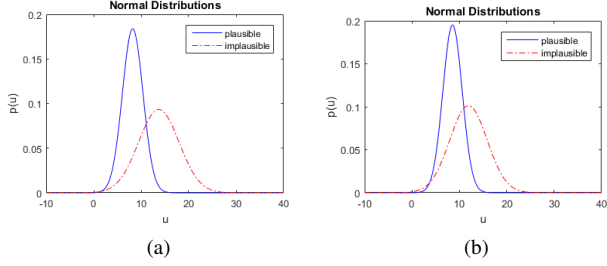 Normal Distributions
0.2
0.15
0.1
0.05
0
p(u)
-10
0
10
20
30
40
u
plausible
implausible
(a)
Normal Distributions
0.2
0.15
0.1
0.05
0
p(u)
-10
0
10
20
30
40
u
plausible
implausible
(b)